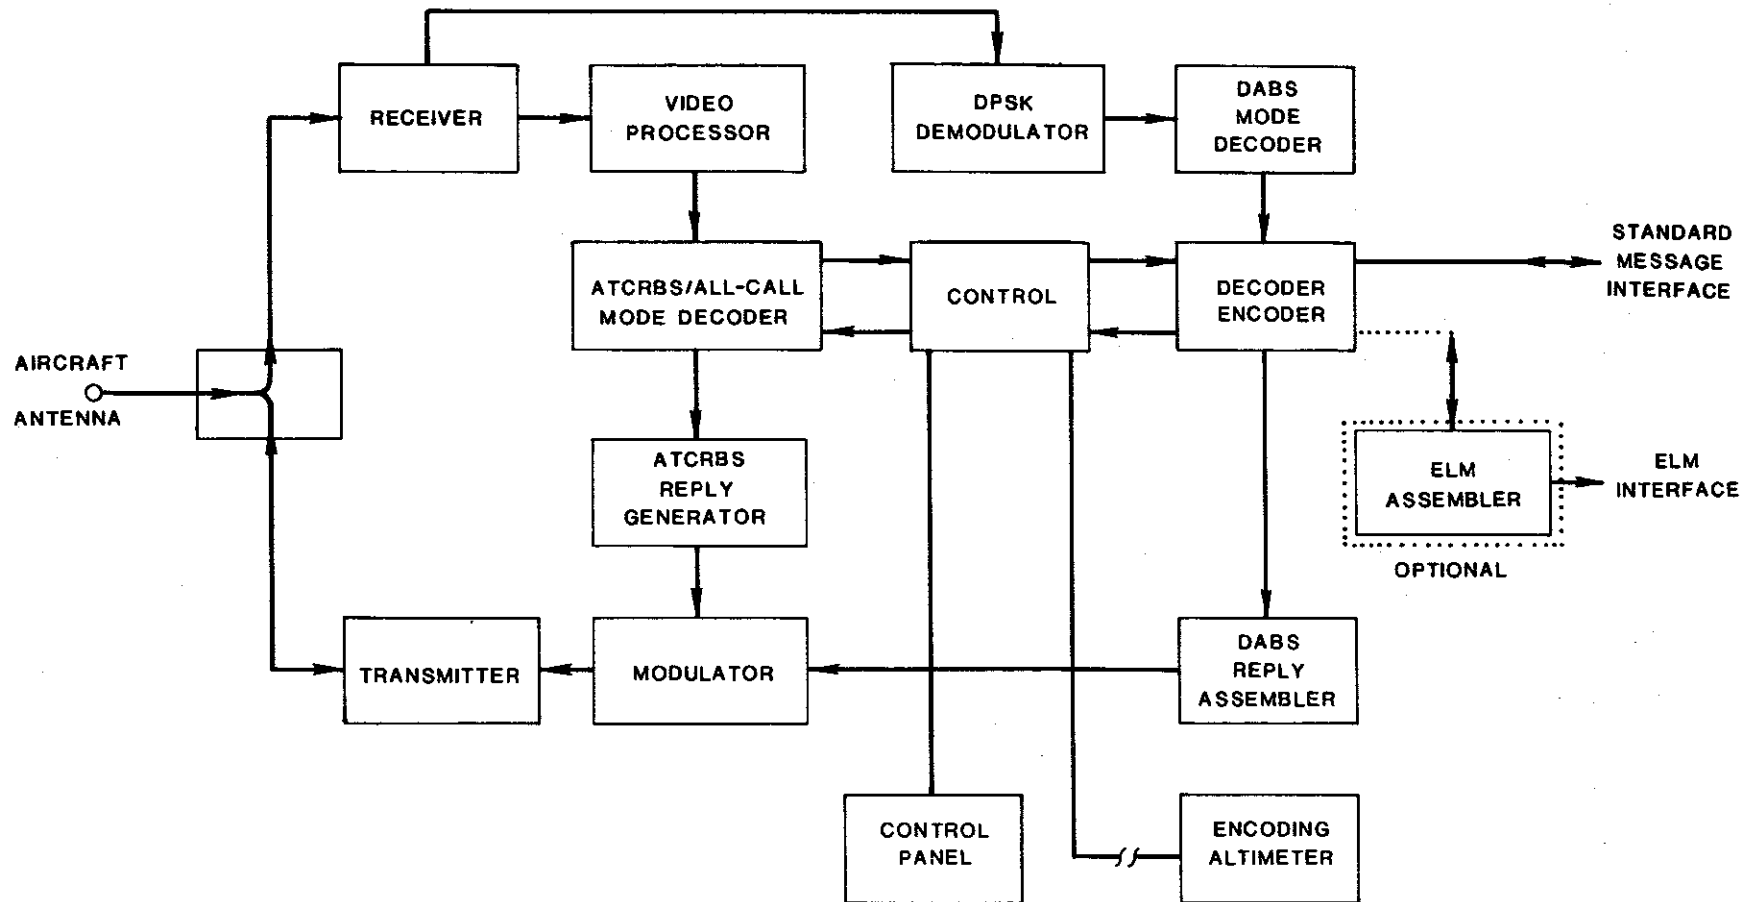 RECEIVER
VIDEO
PROCESSOR
DPSK
DEMODULATOR
DABS
MODE
DECODER
ATCRBS/ALL-CALL
MODE DECODER
CONTROL
DECODER
ENCODER
STANDARD
MESSAGE
INTERFACE
AIRCRAFT
ANTENNA
ATCRBS
REPLY
GENERATOR
ELM
ASSEMBLER
ELM
INTERFACE
OPTIONAL
TRANSMITTER
MODULATOR
DABS
REPLY
ASSEMBLER
CONTROL
PANEL
ENCODING
ALTIMETER